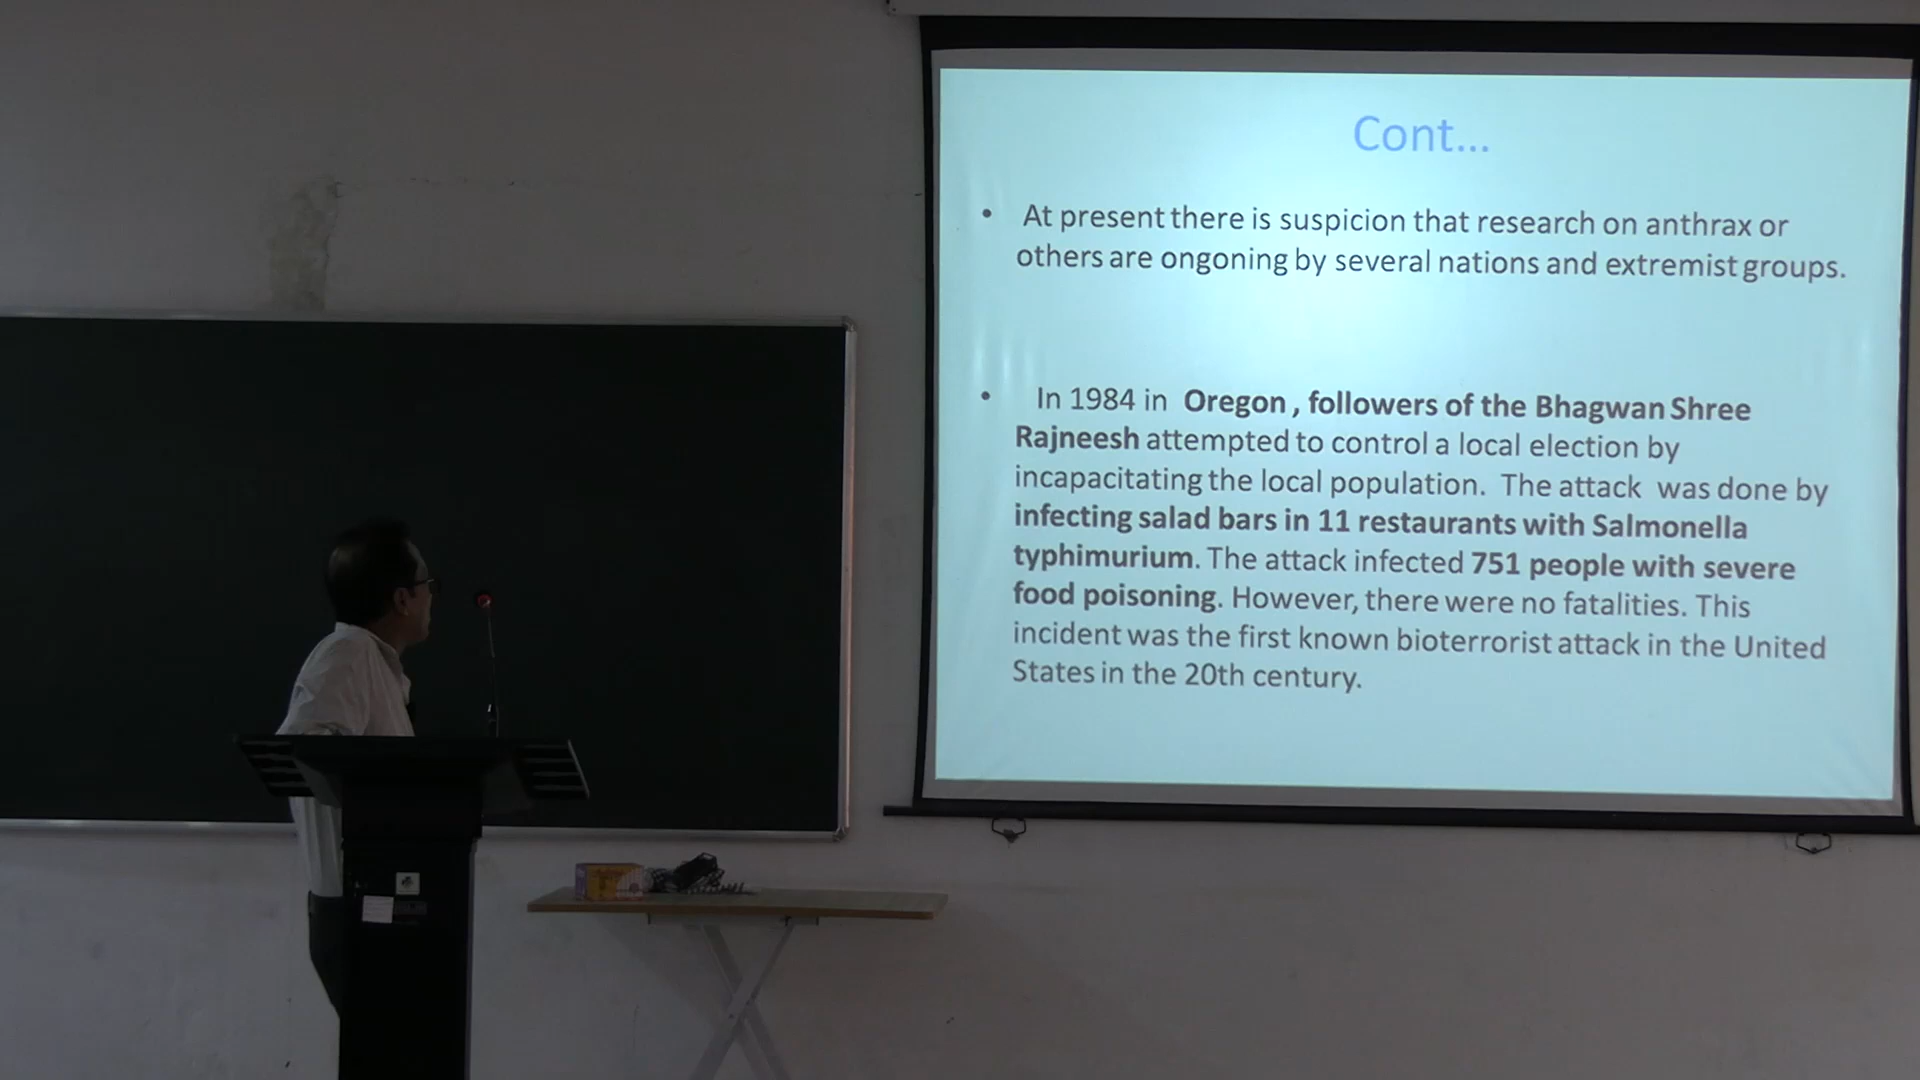 Cont...
• At present there is suspicion that research on anthrax or
others are ongoning by several nations and extremist groups.
• In 1984 in Oregon , followers of the Bhagwan Shree
Rajneesh attempted to control a local election by
incapacitating the local population. The attack was done by
infecting salad bars in 11 restaurants with Salmonella
typhimurium. The attack infected 751 people with severe
food poisoning. However, there were no fatalities. This
incident was the first known bioterrorist attack in the United
States in the 20th century.